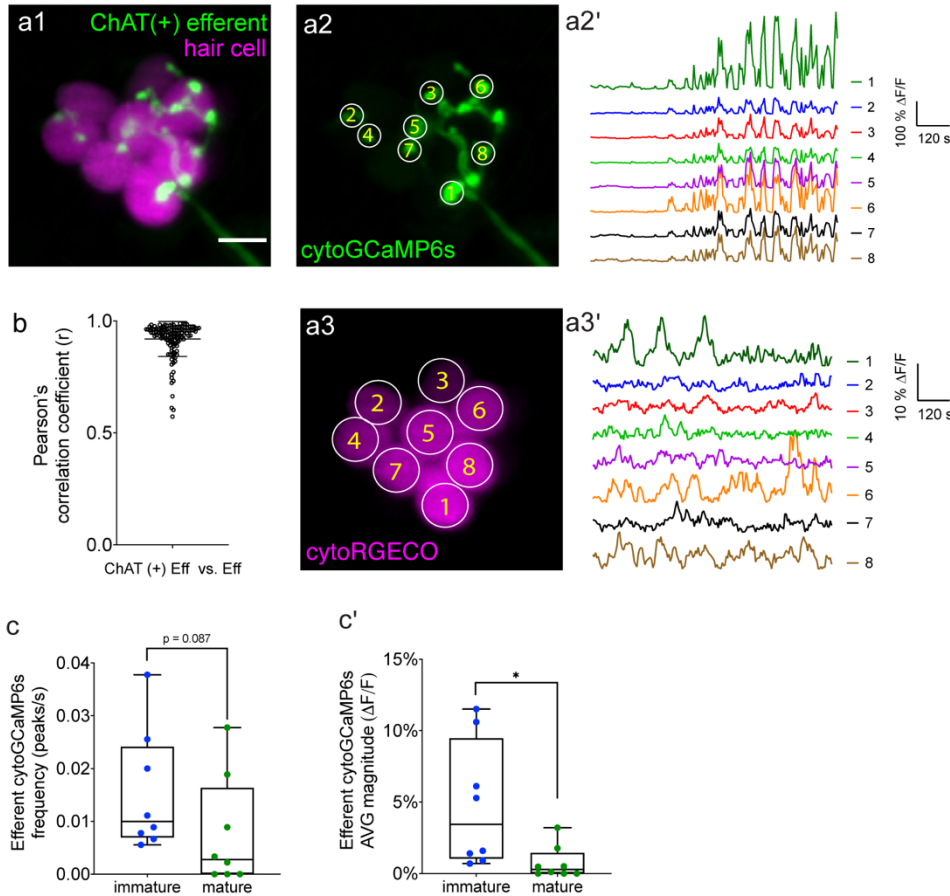 a1
ChAT(+) efferent
hair cell
a2
1
2
3
4
5
6
7
8
cytoGCaMP6s
a2'
1
2
3
4
5
6
7
8
100 % ΔF/F
120 s
b
Pearson's
correlation coefficient (r)
1.0
0.5
0.0
ChAT (+) Eff vs. Eff
a3
1
2
3
4
5
6
7
8
cytoRGECO
a3'
1
2
3
4
5
6
7
8
10 % ΔF/F
120 s
c
p = 0.087
Efferent cytoGCaMP6s
frequency (peaks/s)
0.04
0.03
0.02
0.01
0.00
immature
mature
c'
*
Efferent cytoGCaMP6s
AVG magnitude (ΔF/F)
15%
10%
5%
0%
immature
mature